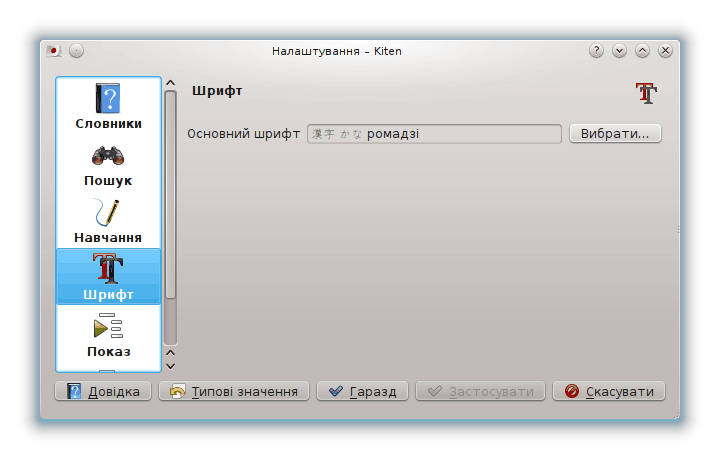 Налаштування – Kiten
Словники
Пошук
Навчання
Шрифт
Показ
Шрифт
Основний шрифт 漢字 かな ромадзі Вибрати...
Довідка Типові значення Гаразд Застосувати Скасувати